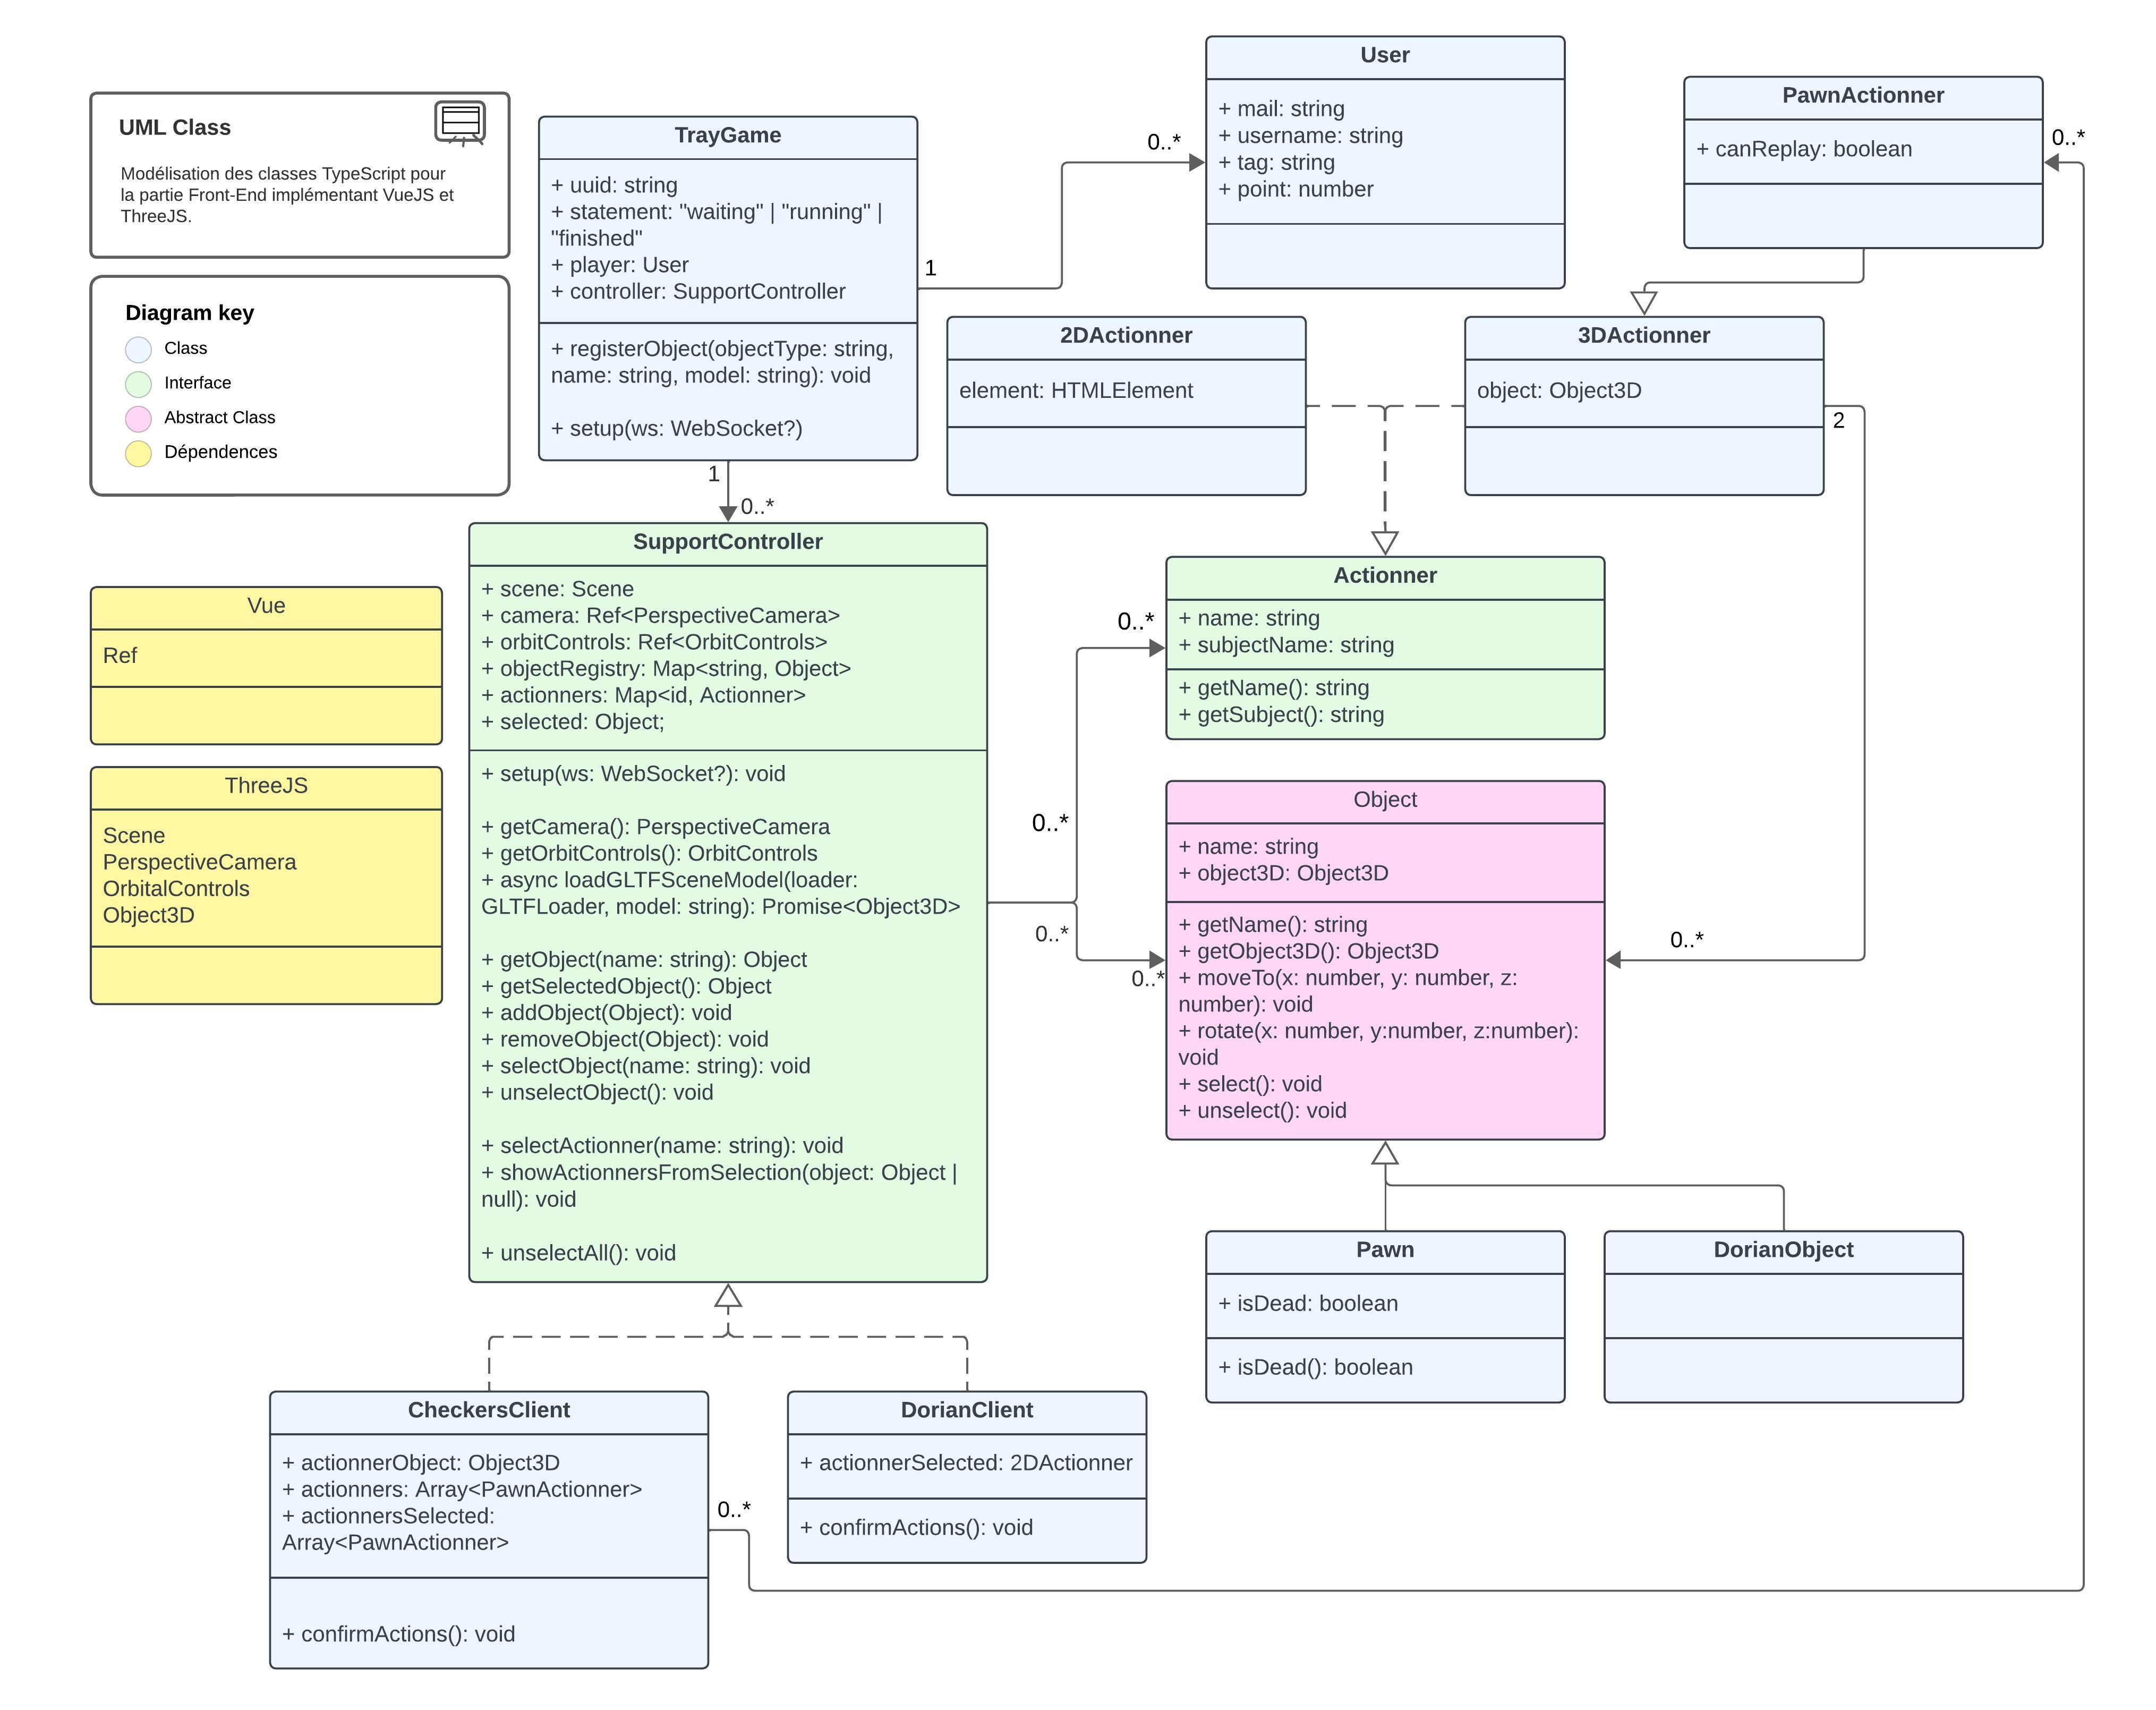 UML Class
Modélisation des classes TypeScript pour
la partie Front-End implémentant VueJS et
ThreeJS.
Diagram key
Class
Interface
Abstract Class
Dépendences
TrayGame
+ uuid: string
+ statement: "waiting" | "running" |
"finished"
+ player: User
+ controller: SupportController
+ registerObject(objectType: string,
name: string, model: string): void
+ setup(ws: WebSocket?)
1
0..*
1
0..*
User
+ mail: string
+ username: string
+ tag: string
+ point: number
PawnActionner
+ canReplay: boolean
0..*
2DActionner
element: HTMLElement
3DActionner
object: Object3D
2
SupportController
+ scene: Scene
+ camera: Ref<PerspectiveCamera>
+ orbitControls: Ref<OrbitControls>
+ objectRegistry: Map<string, Object>
+ actionners: Map<id, Actionner>
+ selected: Object;
+ setup(ws: WebSocket?): void
+ getCamera(): PerspectiveCamera
+ getOrbitControls(): OrbitControls
+ async loadGLTFSceneModel(loader:
GLTFLoader, model: string): Promise<Object3D>
+ getObject(name: string): Object
+ getSelectedObject(): Object
+ addObject(Object): void
+ removeObject(Object): void
+ selectObject(name: string): void
+ unselectObject(): void
+ selectActionner(name: string): void
+ showActionnersFromSelection(object: Object |
null): void
+ unselectAll(): void
Vue
Ref
ThreeJS
Scene
PerspectiveCamera
OrbitalControls
Object3D
0..*
0..*
0..*
0..*
Actionner
+ name: string
+ subjectName: string
+ getName(): string
+ getSubject(): string
Object
+ name: string
+ object3D: Object3D
+ getName(): string
+ getObject3D(): Object3D
+ moveTo(x: number, y: number, z:
number): void
+ rotate(x: number, y:number, z:number):
void
+ select(): void
+ unselect(): void
0..*
Pawn
+ isDead: boolean
+ isDead(): boolean
DorianObject
CheckersClient
+ actionnerObject: Object3D
+ actionners: Array<PawnActionner>
+ actionnersSelected:
Array<PawnActionner>
+ confirmActions(): void
0..*
DorianClient
+ actionnerSelected: 2DActionner
+ confirmActions(): void